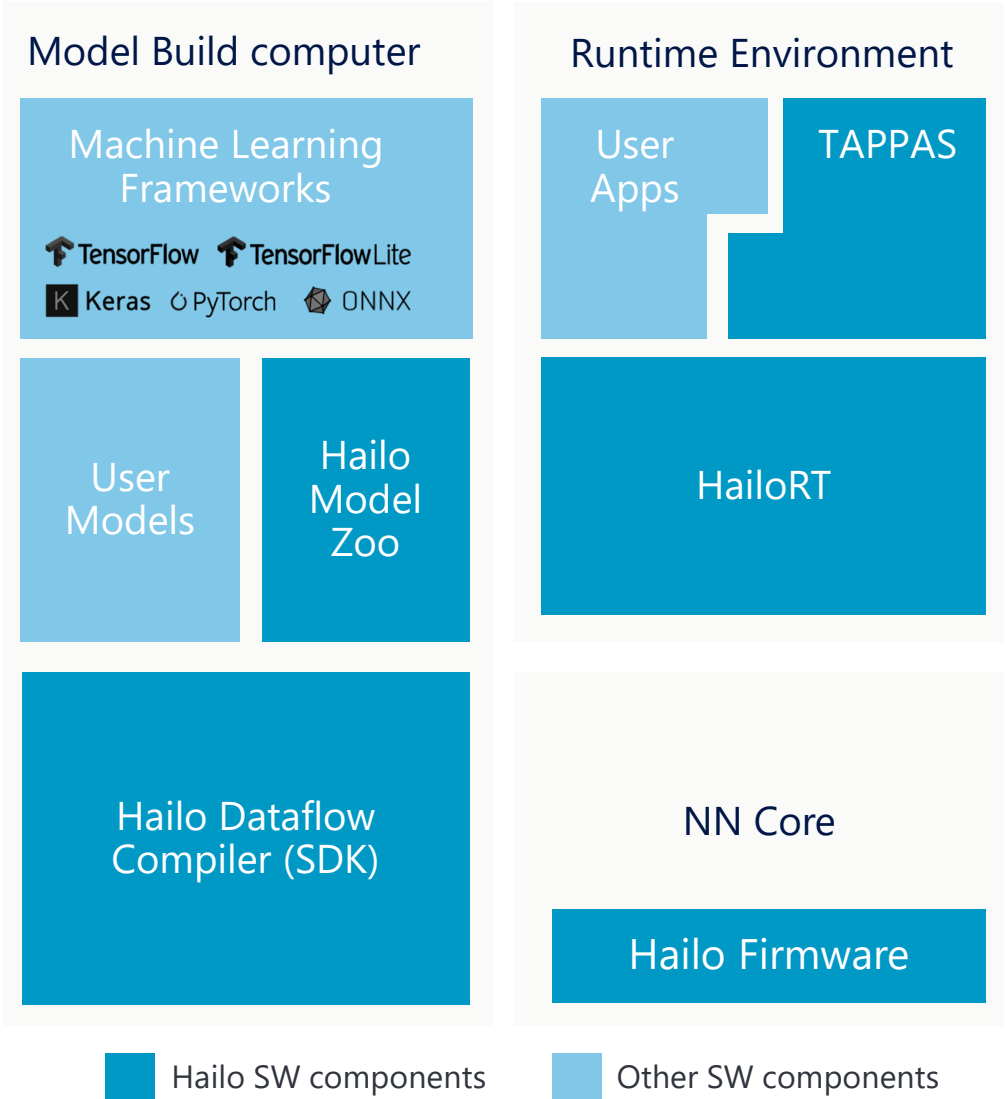 Model Build computer
Machine Learning
Frameworks
TensorFlow TensorFlow Lite
K Keras PyTorch ONNX
User
Models
Hailo
Model
Zoo
Hailo Dataflow
Compiler (SDK)
Runtime Environment
User
Apps
TAPPAS
HailoRT
NN Core
Hailo Firmware
Hailo SW components
Other SW components